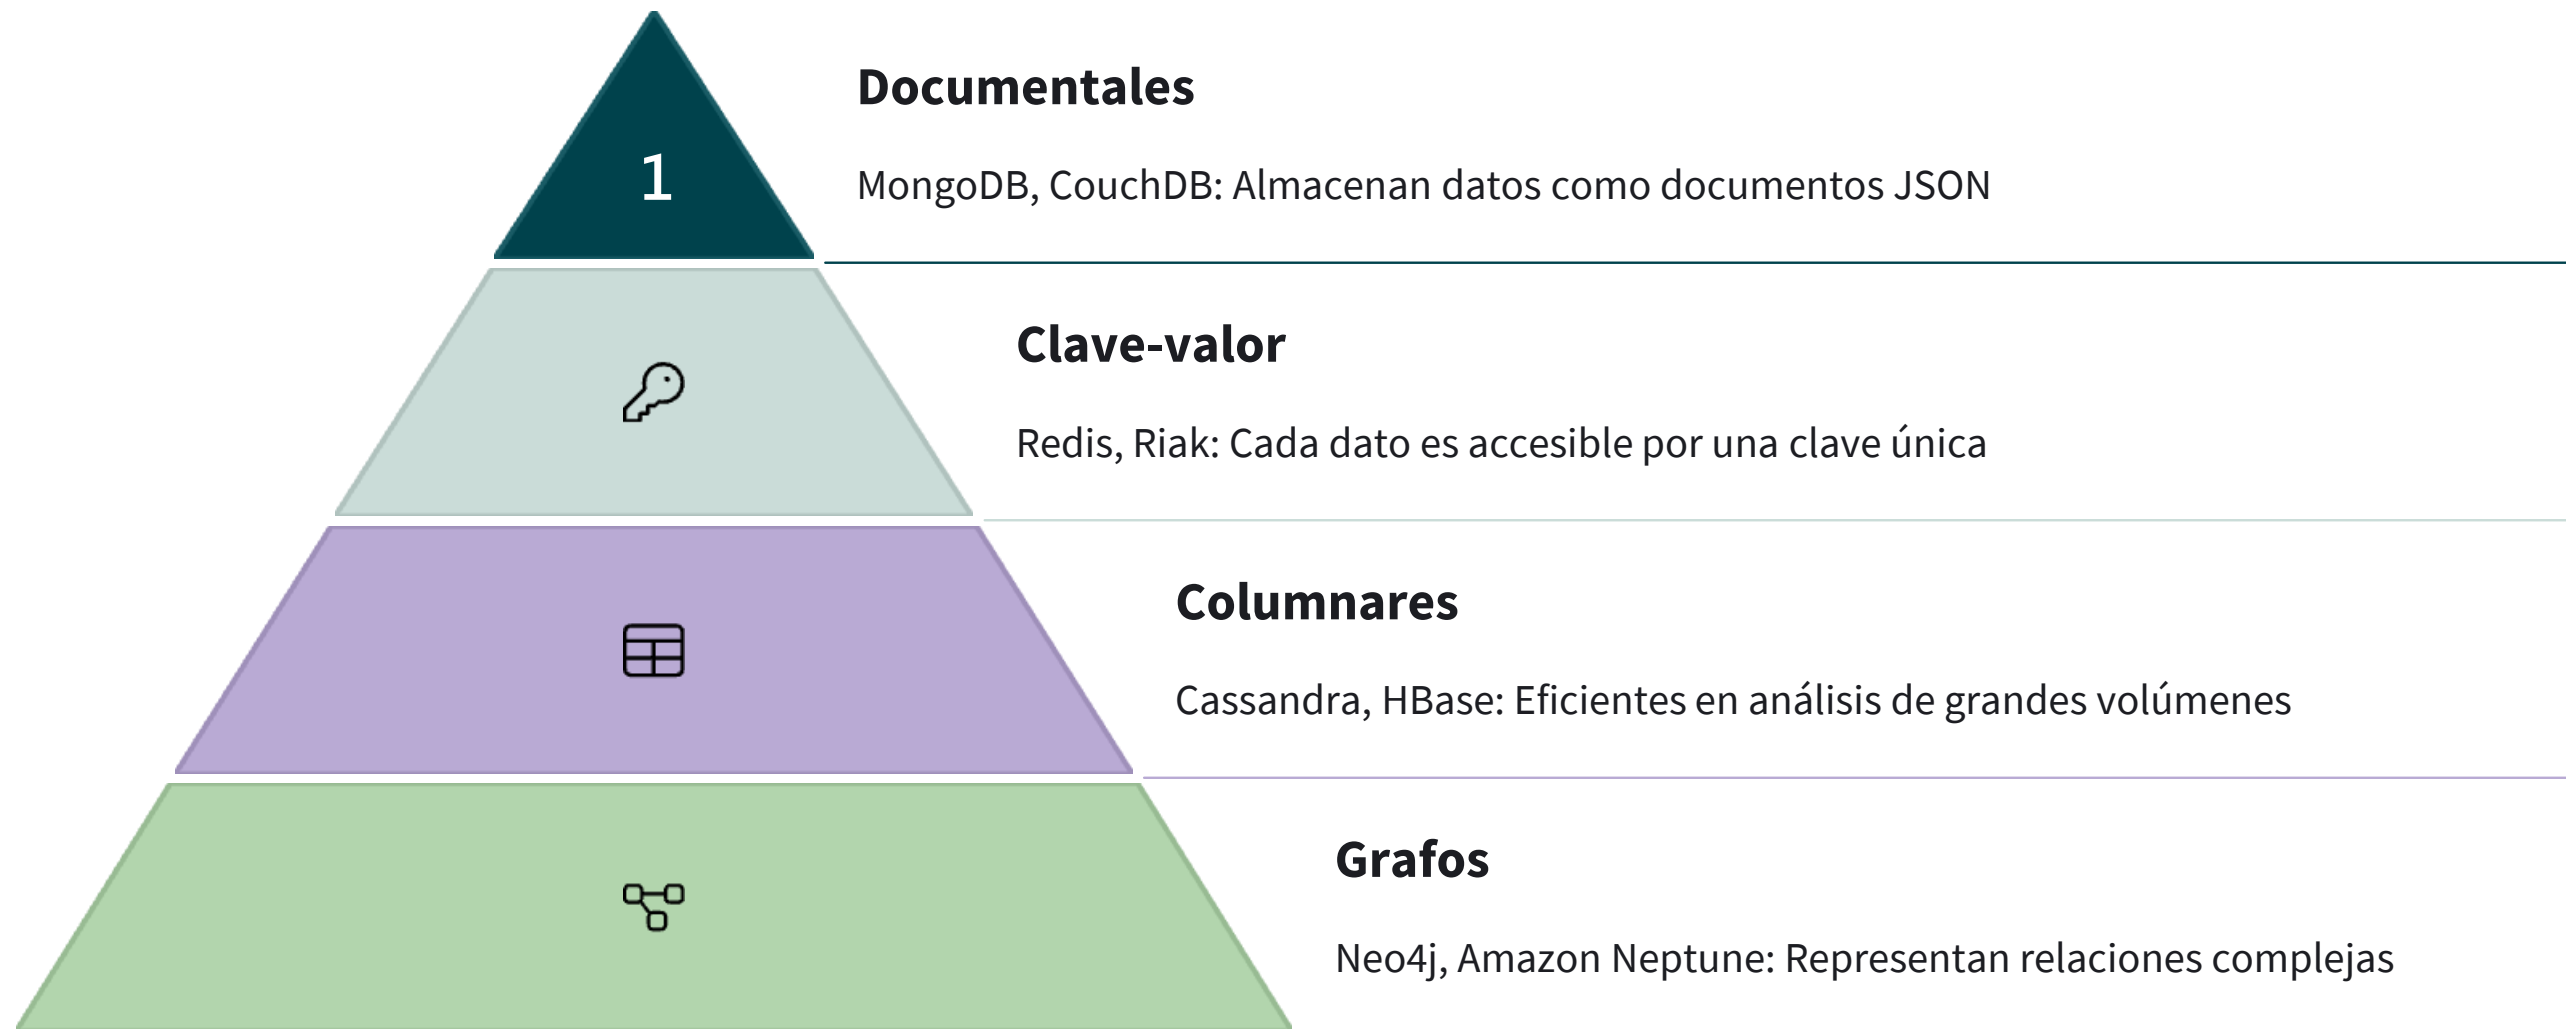 Documentales
1
MongoDB, CouchDB: Almacenan datos como documentos JSON
Clave-valor
Redis, Riak: Cada dato es accesible por una clave única
Columnares
Cassandra, HBase: Eficientes en análisis de grandes volúmenes
Grafos
Neo4j, Amazon Neptune: Representan relaciones complejas